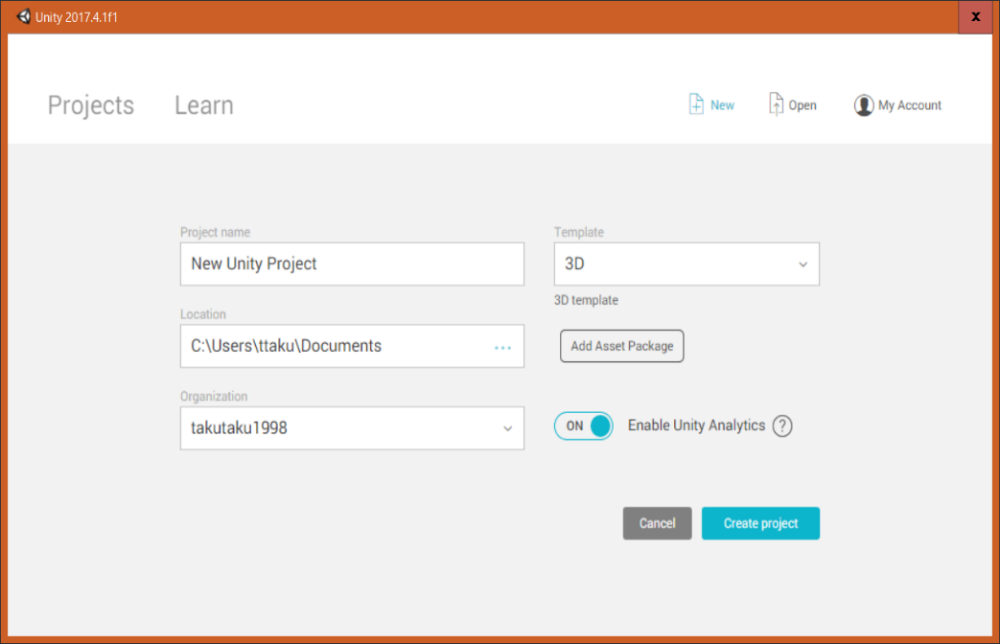 Unity 2017.4.1f1
x
Projects
Learn
New
Open
My Account
Project name
New Unity Project
Template
3D
3D template
Location
C:\Users\ttaku\Documents
...
Add Asset Package
Organization
takutaku1998
ON
Enable Unity Analytics
?
Cancel
Create project